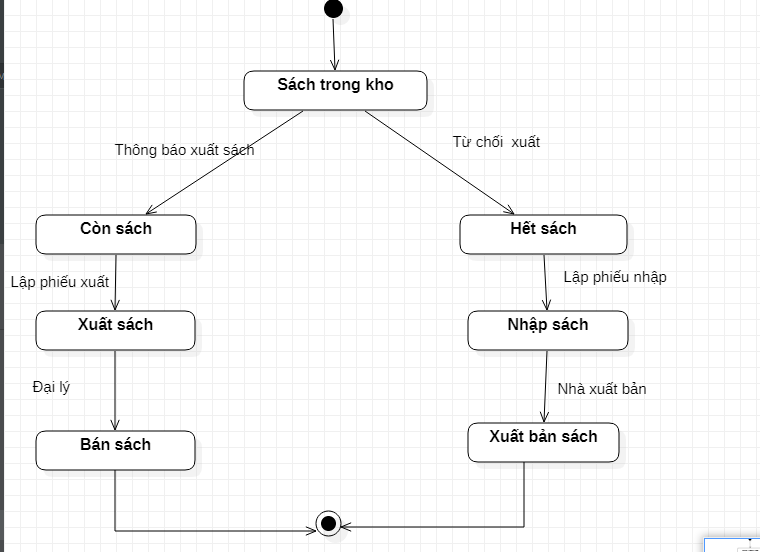 Sách trong kho
Thông báo xuất sách
Từ chối xuất
Còn sách
Hết sách
Lập phiếu xuất
Lập phiếu nhập
Xuất sách
Nhập sách
Đại lý
Nhà xuất bản
Bán sách
Xuất bản sách